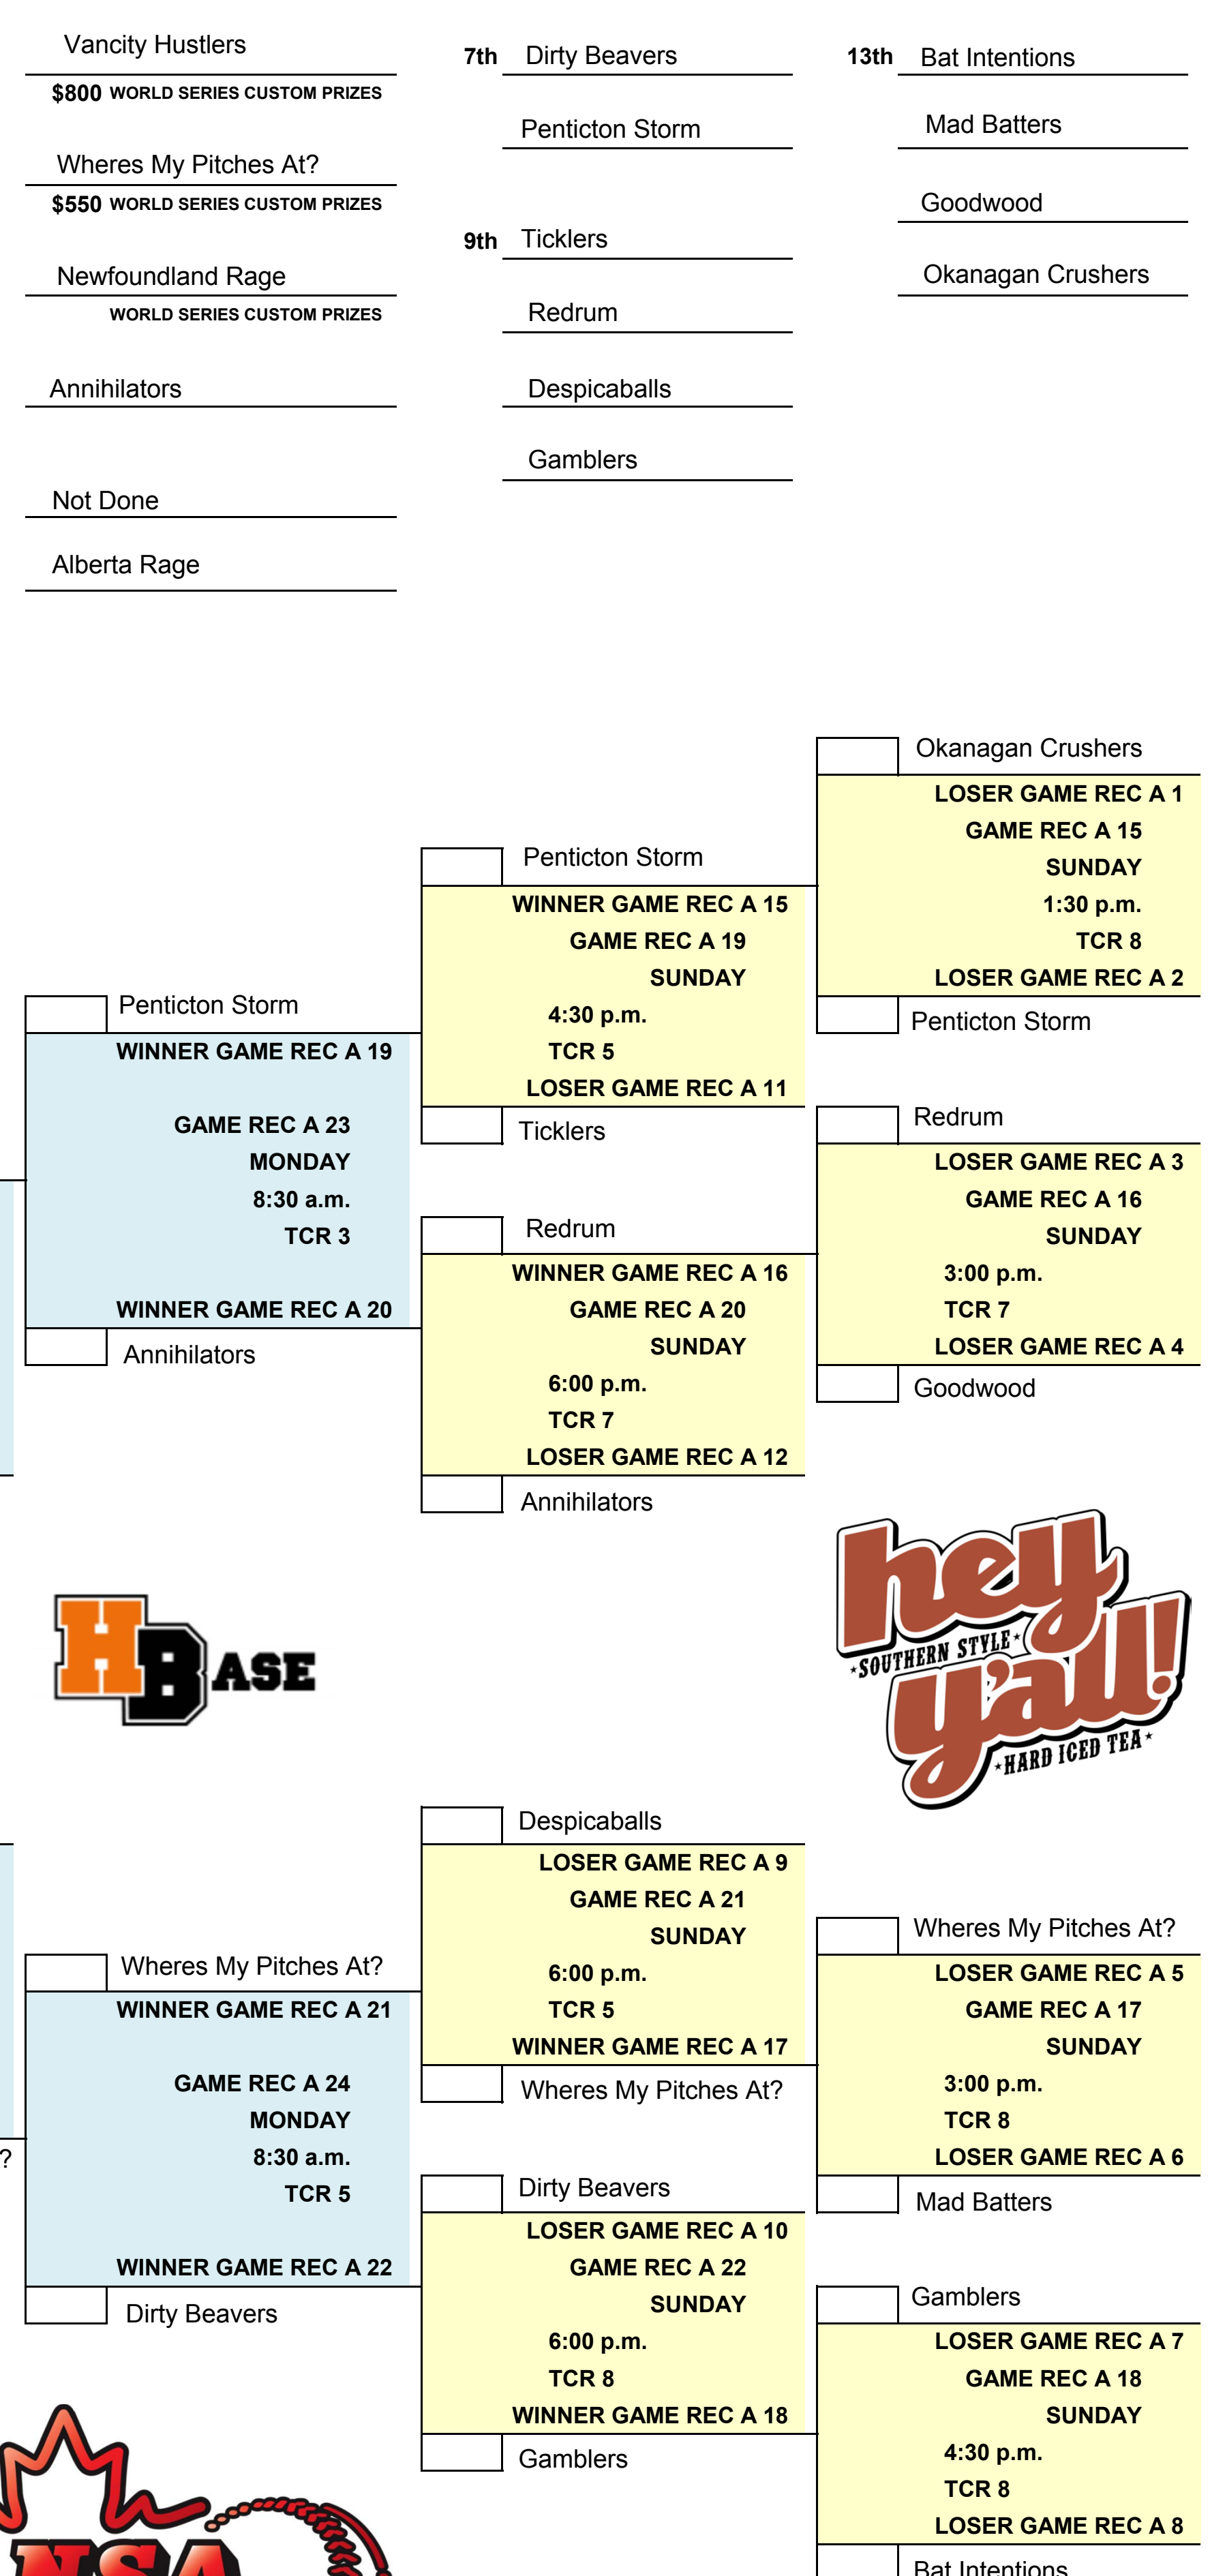 Vancity Hustlers
$800 WORLD SERIES CUSTOM PRIZES
Wheres My Pitches At?
$550 WORLD SERIES CUSTOM PRIZES
Newfoundland Rage
WORLD SERIES CUSTOM PRIZES
Annihilators
Not Done
Alberta Rage
7th Dirty Beavers
Penticton Storm
9th Ticklers
Redrum
Despicaballs
Gamblers
13th Bat Intentions
Mad Batters
Goodwood
Okanagan Crushers
Penticton Storm
WINNER GAME REC A 19
GAME REC A 23
MONDAY
8:30 a.m.
TCR 3
WINNER GAME REC A 20
Annihilators
Penticton Storm
WINNER GAME REC A 15
GAME REC A 19
SUNDAY
4:30 p.m.
TCR 5
LOSER GAME REC A 11
Ticklers
Redrum
WINNER GAME REC A 16
GAME REC A 20
SUNDAY
6:00 p.m.
TCR 7
LOSER GAME REC A 12
Annihilators
Okanagan Crushers
LOSER GAME REC A 1
GAME REC A 15
SUNDAY
1:30 p.m.
TCR 8
LOSER GAME REC A 2
Penticton Storm
Redrum
LOSER GAME REC A 3
GAME REC A 16
SUNDAY
3:00 p.m.
TCR 7
LOSER GAME REC A 4
Goodwood
HBASE
hey
★SOUTHERN STYLE★
y'all!
★HARD ICED TEA★
?
Wheres My Pitches At?
WINNER GAME REC A 21
GAME REC A 24
MONDAY
8:30 a.m.
TCR 5
WINNER GAME REC A 22
Dirty Beavers
Despicaballs
LOSER GAME REC A 9
GAME REC A 21
SUNDAY
6:00 p.m.
TCR 5
WINNER GAME REC A 17
Wheres My Pitches At?
Dirty Beavers
LOSER GAME REC A 10
GAME REC A 22
SUNDAY
6:00 p.m.
TCR 8
WINNER GAME REC A 18
Gamblers
Wheres My Pitches At?
LOSER GAME REC A 5
GAME REC A 17
SUNDAY
3:00 p.m.
TCR 8
LOSER GAME REC A 6
Mad Batters
Gamblers
LOSER GAME REC A 7
GAME REC A 18
SUNDAY
4:30 p.m.
TCR 8
LOSER GAME REC A 8
Bat Intentions
NSA